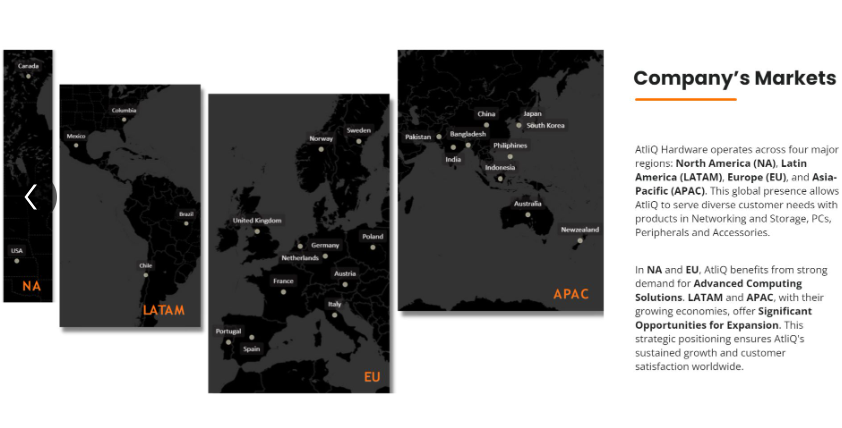 Canada
USA
NA
Columbia
Mexico
Brazil
Chile
LATAM
Norway
Sweden
United Kingdom
Poland
Germany
Netherlands
France
Austria
Italy
Portugal
Spain
EU
China
Japan
South Korea
Pakistan
Bangladesh
India
Philiphines
Indonesia
Australia
Newzealand
APAC
Company's Markets
AtliQ Hardware operates across four major
regions: North America (NA), Latin
America (LATAM), Europe (EU), and Asia-
Pacific (APAC). This global presence allows
AtliQ to serve diverse customer needs with
products in Networking and Storage, PCs,
Peripherals and Accessories.
In NA and EU, AtliQ benefits from strong
demand for Advanced Computing
Solutions. LATAM and APAC, with their
growing economies, offer Significant
Opportunities for Expansion. This
strategic positioning ensures AtliQ's
sustained growth and customer
satisfaction worldwide.